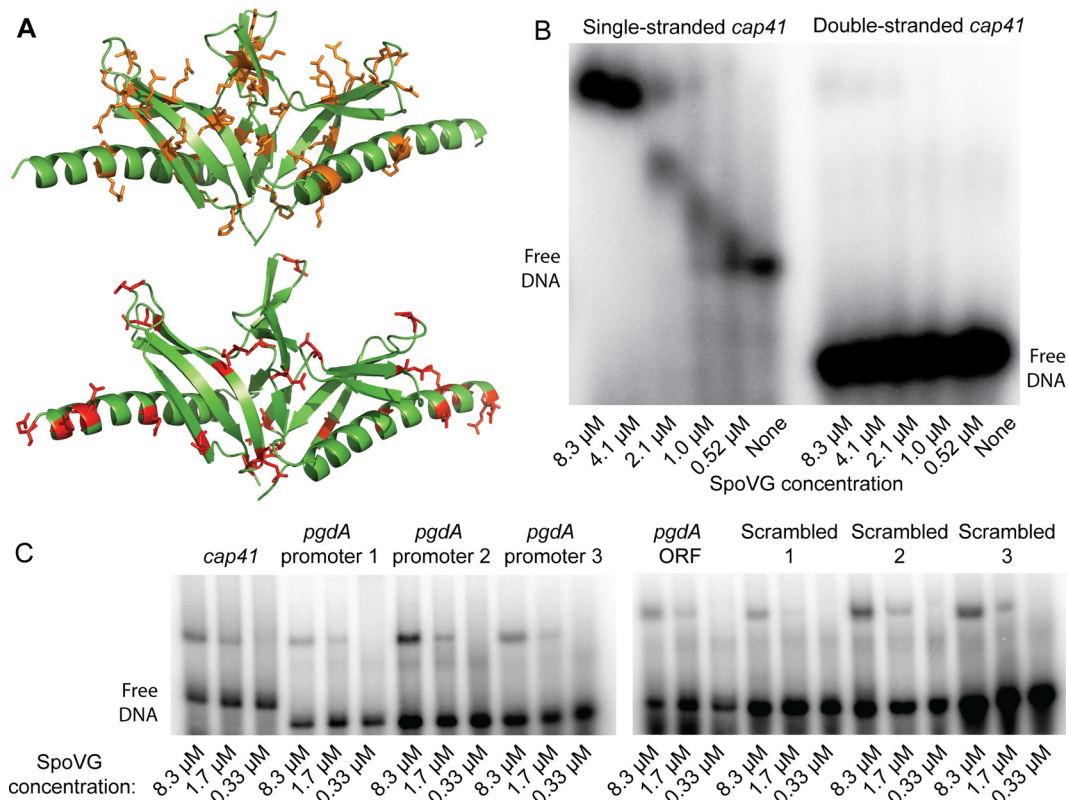 A
B
Single-stranded cap41
Double-stranded cap41
Free
DNA
Free
DNA
8.3 µM
4.1 µM
2.1 µM
1.0 µM
0.52 µM
None
8.3 µM
4.1 µM
2.1 µM
1.0 µM
0.52 µM
None
SpoVG concentration
C
cap41
pgdA
promoter 1
pgdA
promoter 2
pgdA
promoter 3
pgdA
ORF
Scrambled
1
Scrambled
2
Scrambled
3
Free
DNA
SpoVG
concentration:
8.3 µM
1.7 µM
0.33 µM
8.3 µM
1.7 µM
0.33 µM
8.3 µM
1.7 µM
0.33 µM
8.3 µM
1.7 µM
0.33 µM
8.3 µM
1.7 µM
0.33 µM
8.3 µM
1.7 µM
0.33 µM
8.3 µM
1.7 µM
0.33 µM
8.3 µM
1.7 µM
0.33 µM